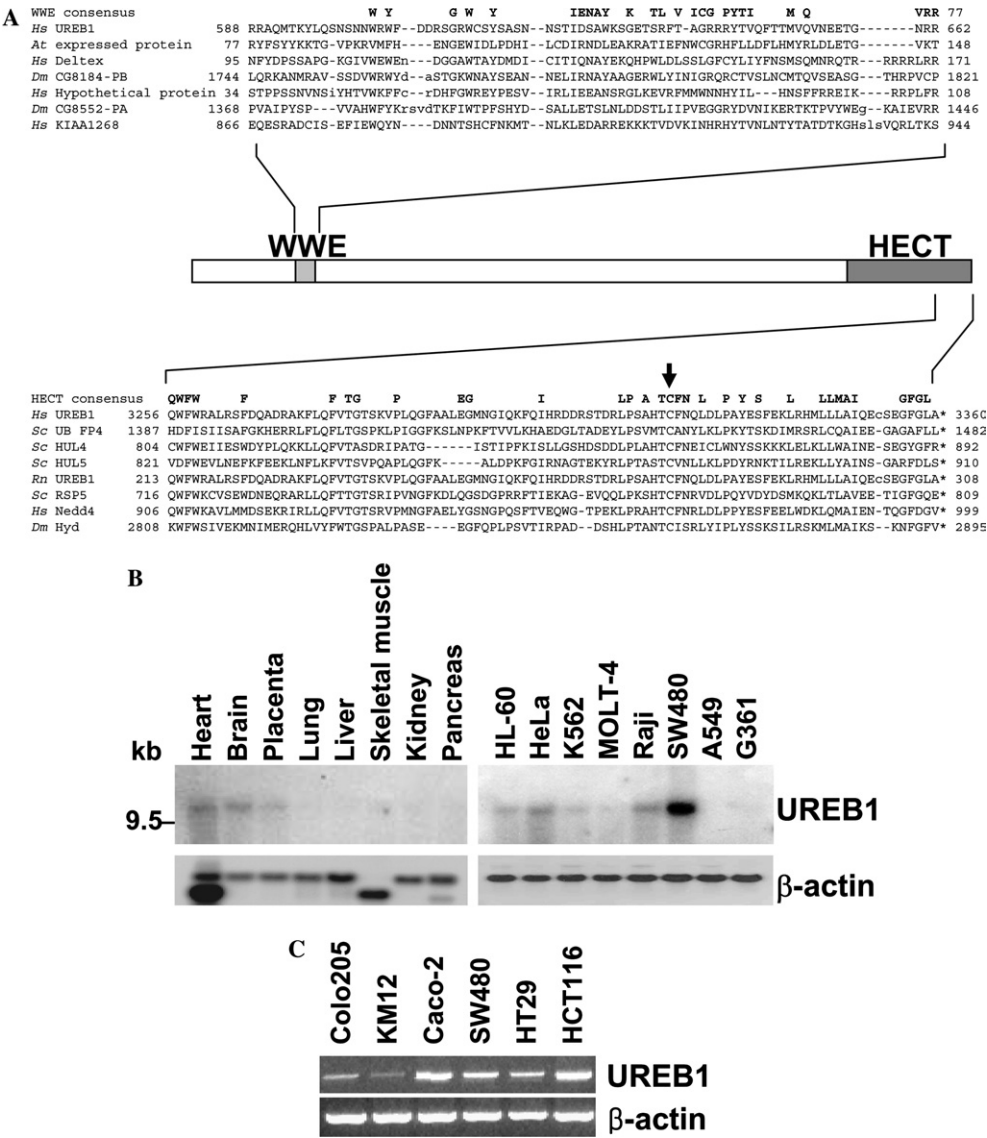 A
WWE consensus W Y G W Y IENAY K TL V ICGPYTI M Q VRR 77
Hs UREB1 588 RRAQMTKYLQSNSNNWRWF--DDRSGRWCSYSASN--NSTIDSAWKSGETSRFT-AGRRRYTVQFTTMVQVNEETG------NRR 662
At expressed protein 77 RYFSYYKKTG-VPKRVMFH---ENGEWIDLPDHI--LCDIRNDLEAKRATIEFNWCGRHFLLDFLHMYRLDLETG------VKT 148
Hs Deltex 95 NFYDPSSAPG-KGIVWEWEn--DGGAWTAYDMDI--CITIQNAYEKQHPWLDLSSLGFCYLIYFNSMSQMNRQTR--RRRRLRR 171
Dm CG8184-PB 1744 LQRKANMRAV-SSDWRWYd--aSTGKWNAYSEAN--NELIRNAYAAGERWLYINIGRQRCTVSLNCMTQVSEASG--THRPVCP 1821
Hs Hypothetical protein 34 STPPSSNVNSiYHTVWKFFc--rDHFGWREYPESV--IRLIEEANSRGLKEVRFMMWNNHYIL---HNSFFRREIK--RRPLFR 108
Dm CG8552-PA 1368 PVAIPYSP----VVAHWFYKrsvdTKFIWTPFSHYD--SALLETSLNLDDSTLIIPVEGGRYDVNIKERTKTPVYWEg-KAIEVRR 1446
Hs KIAA1268 866 EQESRADCIS-EFIEWQYN---DNNTSHCFNKMT--NLKLEDARREKKKTVDVKINHRHYTVNLNTYTATDTKGHslsVQRLTKS 944
WWE
HECT
HECT consensus QWFW F F TG P EG I LP A TCFN L LP Y S L LLMAI GFGL
Hs UREB1 3256 QWFWRALRSFDQADRAKFLQFVTGTSKVPLQGFAALEGMNGIQKFQIHRDDRSTDRLPSAHTCFNQLDLPAYESFEKLRHMLLLAIQEcSEGFGLA* 3360
Sc UB FP4 1387 HDFISIISAFGKHERRLFLQFLTGSPKLPIGGFKSLNPKFTVVLKHAEDGLTADEYLPSVMTCANYLKLPKYTSKDIMRSRLCQAIEE-GAGAFLL* 1482
Sc HUL4 804 CWFWEIIESWDYPLQKKLLQFVTASDRIPATG-----ISTIPFKISLLGSHDSDDLPLAHTCFNEICLWNYSSKKKLELKLLWAINES-EGYGFR* 892
Sc HUL5 821 VDFWEVLNEFKFEEKLNFLKFVTSVPQAPLQGFK-----ALDPKFGIRNAGTEKYRLPTASTCVNLLKLPDYRNKTILREKLLYAINS-GARFDLS* 910
Rn UREB1 213 QWFWRALRSFDQADRAKFLQFVTGTSKVPLQGFAALEGMNGIQKFQIHRDDRSTDRLPSAHTCFNQLDLPAYESFEKLRHMLLLAIQEcSEGFGLA* 308
Sc RSP5 716 QWFWKCVSEWDNEQRARLLQFTTGTSRIPVNGFKDLQGSDGPRRFTIEKAG-EVQQLPKSHTCFNRVDLPQYVDYDSMKQKLTLAVEE-TIGFGQE* 809
Hs Nedd4 906 QWFWKAVLMMDSEKRIRLLQFVTGTSRVPMNGFAELYGSNGPQSFTVEQWG-TPEKLPRAHTCFNRLDLPPYESFEELWDKLQMAIEN-TQGFDGV* 999
Dm Hyd 2808 KWFWSIVEKMNIMERQHLVYFWTGSPALPASE----EGFQPLPSVTIRPAD--DSHLPTANTCISRLYIPLYSSKSILRSKMLMAIKS--KNFGFV* 2895
B
Heart Brain Placenta Lung Liver Skeletal muscle Kidney Pancreas HL-60 HeLa K562 MOLT-4 Raji SW480 A549 G361
kb
9.5
UREB1
β-actin
C
Colo205 KM12 Caco-2 SW480 HT29 HCT116
UREB1
β-actin